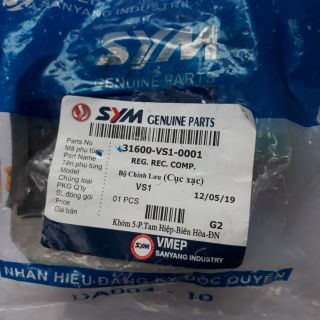 SANYANG INDUSTRY
SYM
GENUINE PARTS
SYM GENUINE PARTS
Parts No
Mã phụ tùng
31600-VS1-0001
Part Name
REG. REC. COMP.
Tên phụ tùng
Bộ Chỉnh Lưu (Cục xạc)
Model
Chủng loại
VS1
12/05/19
PKG Q'ty
SL đóng gói
01 PCS
Price
Giá bán
G2
Khóm 5-P.Tam Hiệp-Biên Hòa-ĐN
SYM VMEP
SANYANG INDUSTRY
NHÃN HIỆU ĐĂNG KÝ ĐỘC QUYỀN